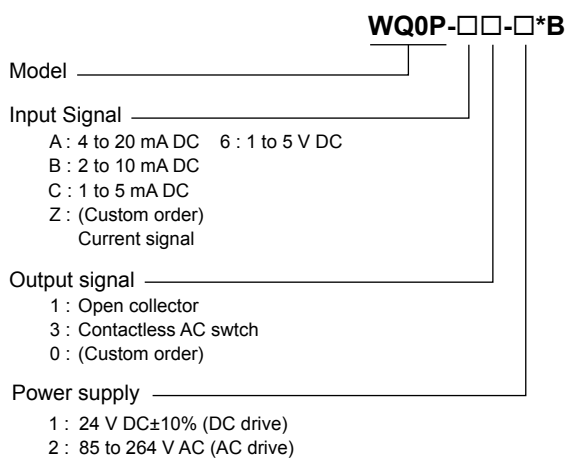 WQ0P-□□-□*B
Model
Input Signal
A : 4 to 20 mA DC 6 : 1 to 5 V DC
B : 2 to 10 mA DC
C : 1 to 5 mA DC
Z : (Custom order)
Current signal
Output signal
1 : Open collector
3 : Contactless AC swtch
0 : (Custom order)
Power supply
1 : 24 V DC±10% (DC drive)
2 : 85 to 264 V AC (AC drive)